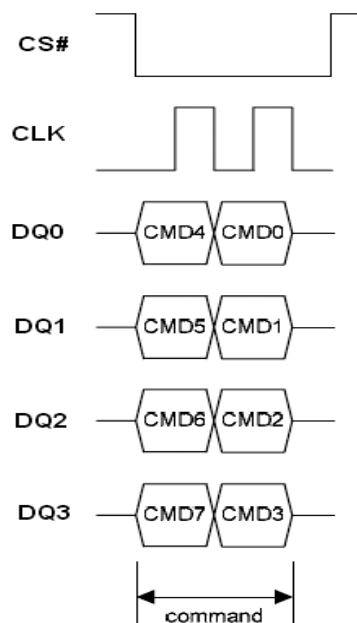 CS#
CLK
DQ0 CMD4 CMD0
DQ1 CMD5 CMD1
DQ2 CMD6 CMD2
DQ3 CMD7 CMD3
command